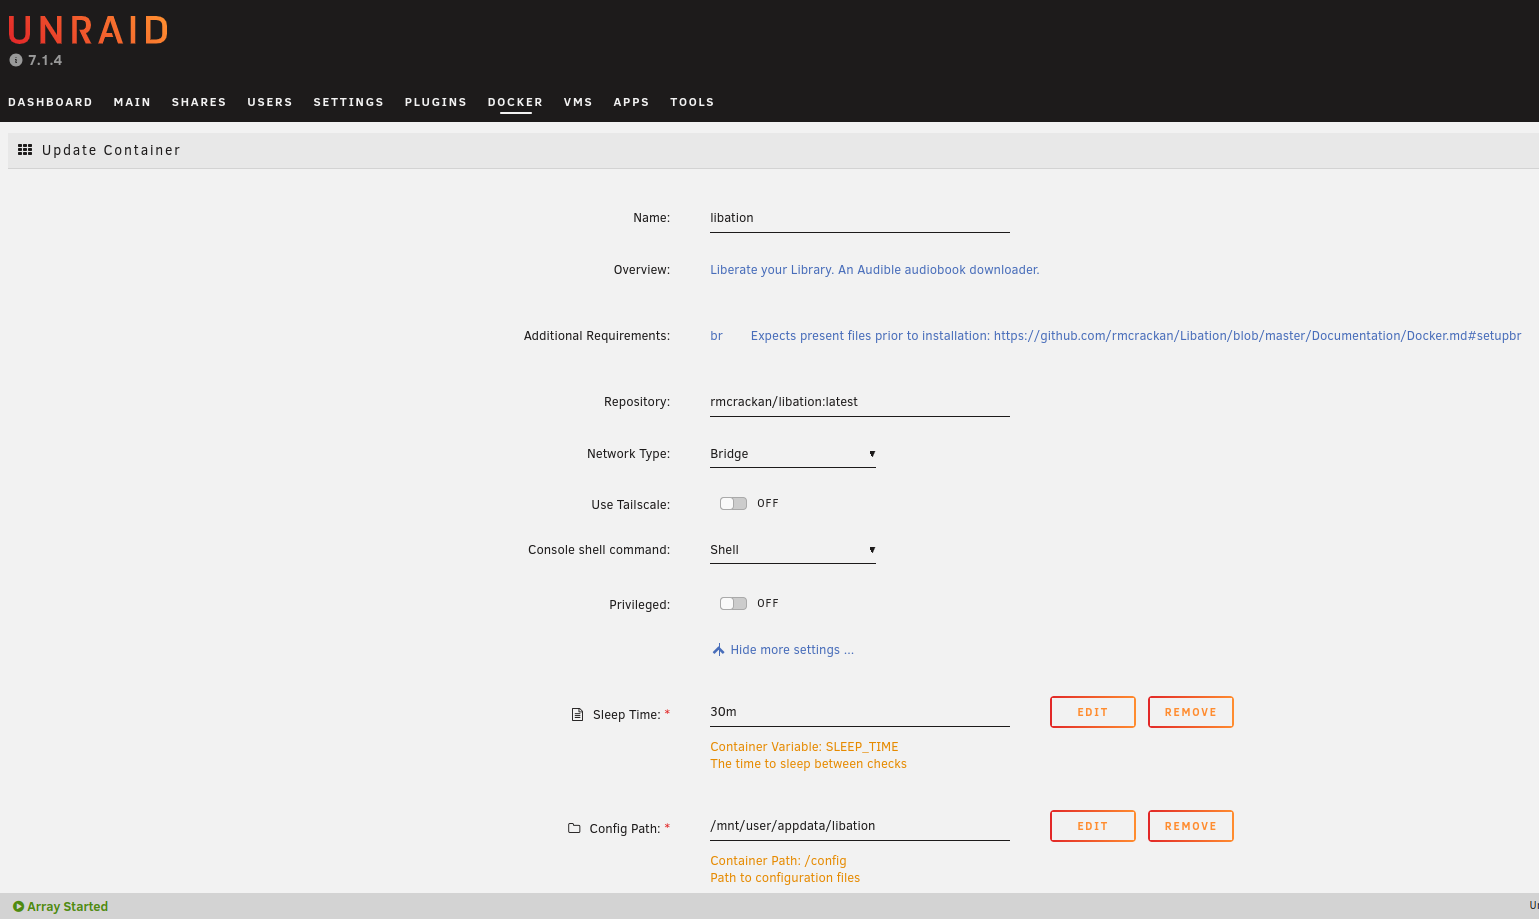 UNRAID
7.1.4
DASHBOARD MAIN SHARES USERS SETTINGS PLUGINS DOCKER VMS APPS TOOLS
Update Container
Name: libation
Overview: Liberate your Library. An Audible audiobook downloader.
Additional Requirements: br Expects present files prior to installation: https://github.com/rmcrackan/Libation/blob/master/Documentation/Docker.md#setupbr
Repository: rmcrackan/libation:latest
Network Type: Bridge
Use Tailscale: OFF
Console shell command: Shell
Privileged: OFF
Hide more settings ...
Sleep Time: * 30m EDIT REMOVE
Container Variable: SLEEP_TIME
The time to sleep between checks
Config Path: * /mnt/user/appdata/libation EDIT REMOVE
Container Path: /config
Path to configuration files
Array Started